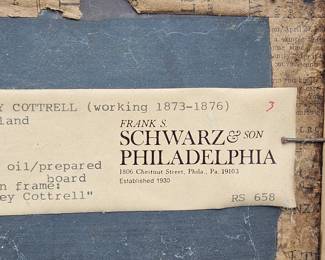 Y COTTRELL (working 1873-1876)
land
3
FRANK S.
SCHWARZ & SON
PHILADELPHIA
1806 Chestnut Street, Phila., Pa. 19103
Established 1930
oil/prepared
board
n frame:
ey Cottrell"
RS 658